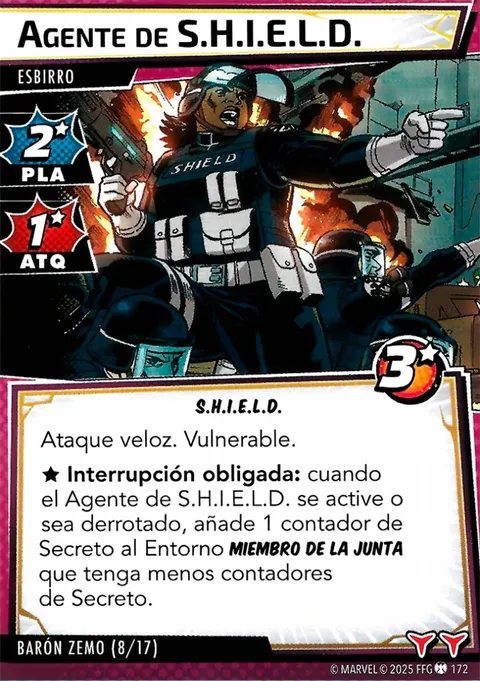 AGENTE DE S.H.I.E.L.D.
ESBIRRO
2★
PLA
SHIELD
1★
ATQ
3★
S.H.I.E.L.D.
Ataque veloz. Vulnerable.
★ Interrupción obligada: cuando
el Agente de S.H.I.E.L.D. se active o
sea derrotado, añade 1 contador de
Secreto al Entorno MIEMBRO DE LA JUNTA
que tenga menos contadores
de Secreto.
BARÓN ZEMO (8/17)
© MARVEL © 2025 FFG 172